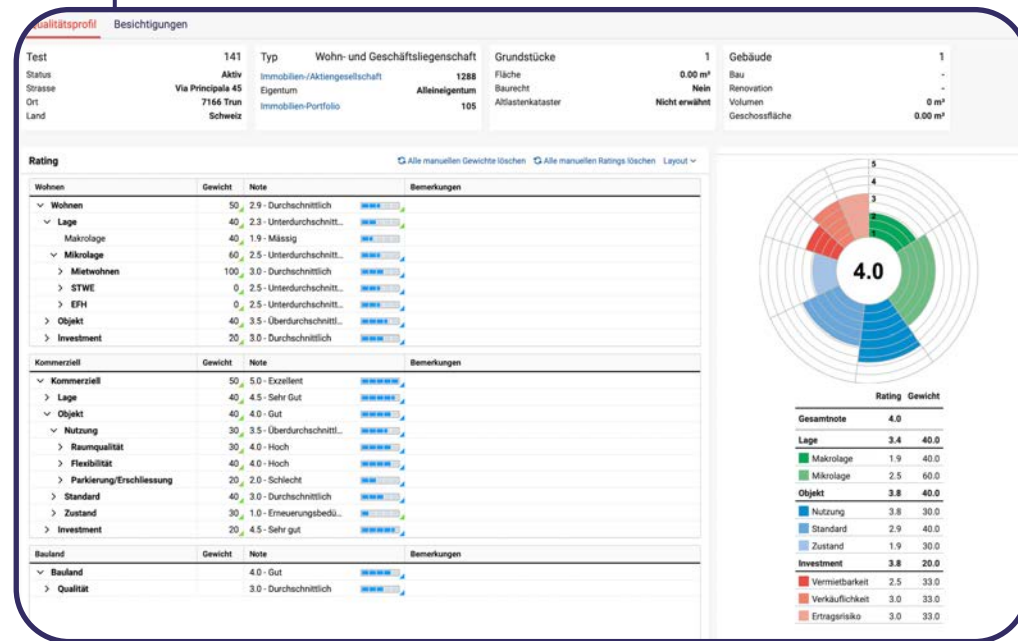 Qualitätsprofil Besichtigungen
Test 141
Status Aktiv
Strasse Via Principala 45
Ort 7166 Trun
Land Schweiz
Typ Wohn- und Geschäftsliegenschaft
Immobilien-/Aktiengesellschaft 1288
Eigentum Alleineigentum
Immobilien-Portfolio 105
Grundstücke 1
Fläche 0.00 m²
Baurecht Nein
Altlastenkataster Nicht erwähnt
Gebäude 1
Bau -
Renovation -
Volumen 0 m³
Geschossfläche 0.00 m²
Rating Alle manuellen Gewichte löschen Alle manuellen Ratings löschen Layout
Wohnen Gewicht Note Bemerkungen
Wohnen 50 2.9 - Durchschnittlich
Lage 40 2.3 - Unterdurchschnitt...
Makrolage 40 1.9 - Mässig
Mikrolage 60 2.5 - Unterdurchschnitt...
Mietwohnen 100 3.0 - Durchschnittlich
STWE 0 2.5 - Unterdurchschnitt...
EFH 0 2.5 - Unterdurchschnitt...
Objekt 40 3.5 - Überdurchschnittl...
Investment 20 3.0 - Durchschnittlich
Kommerziell Gewicht Note Bemerkungen
Kommerziell 50 5.0 - Exzellent
Lage 40 4.5 - Sehr Gut
Objekt 40 4.0 - Gut
Nutzung 30 3.5 - Überdurchschnittl...
Raumqualität 30 4.0 - Hoch
Flexibilität 40 4.0 - Hoch
Parkierung/Erschliessung 20 2.0 - Schlecht
Standard 40 3.0 - Durchschnittlich
Zustand 30 1.0 - Erneuerungsbedü...
Investment 20 4.5 - Sehr gut
Bauland Gewicht Note Bemerkungen
Bauland 4.0 - Gut
Qualität 3.0 - Durchschnittlich
5
4
3
2
1
4.0
Rating Gewicht
Gesamtnote 4.0
Lage 3.4 40.0
Makrolage 1.9 40.0
Mikrolage 2.5 60.0
Objekt 3.8 40.0
Nutzung 3.8 30.0
Standard 2.9 40.0
Zustand 1.9 30.0
Investment 3.8 20.0
Vermietbarkeit 2.5 33.0
Verkäuflichkeit 3.0 33.0
Ertragsrisiko 3.0 33.0